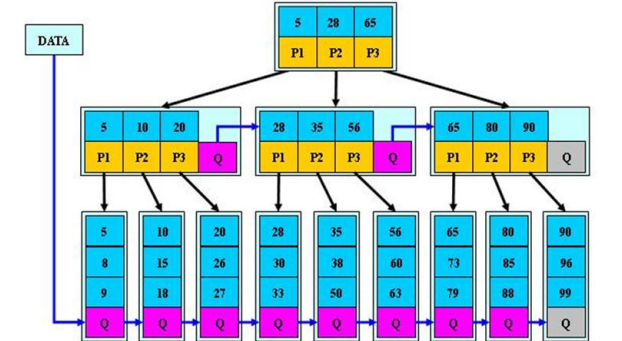 5 28 65
DATA
P1 P2 P3
5 10 20 28 35 56 65 80 90
P1 P2 P3 Q P1 P2 P3 Q P1 P2 P3 Q
5 10 20 28 35 56 65 80 90
8 15 26 30 38 60 73 85 96
9 18 27 33 50 63 79 88 99
Q Q Q Q Q Q Q Q Q